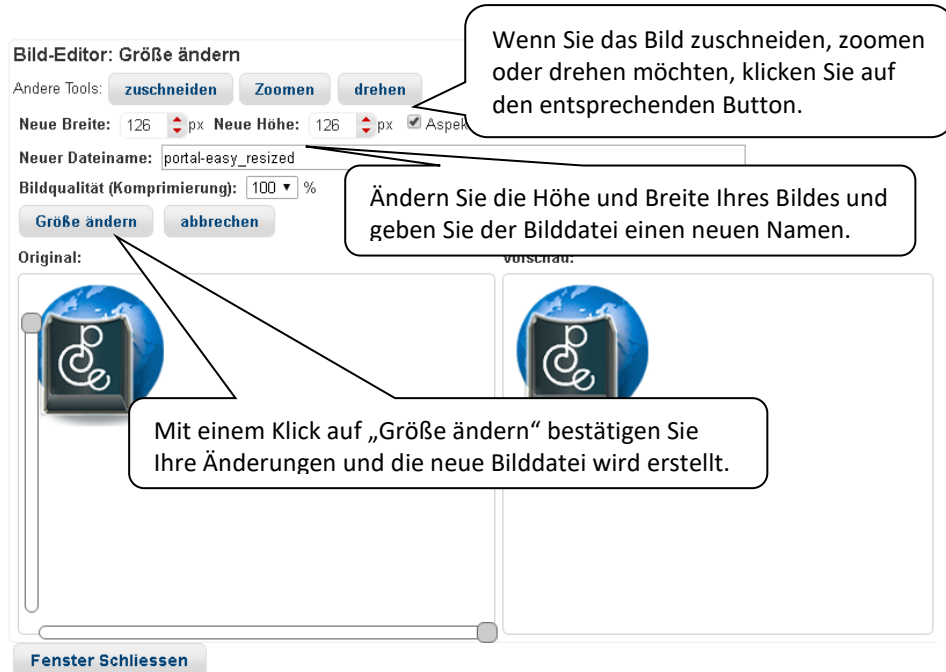 Wenn Sie das Bild zuschneiden, zoomen
oder drehen möchten, klicken Sie auf
den entsprechenden Button.
Bild-Editor: Größe ändern
Andere Tools: zuschneiden Zoomen drehen
Neue Breite: 126 px Neue Höhe: 126 px
Neuer Dateiname: portal-easy_resized
Bildqualität (Komprimierung): 100 %
Ändern Sie die Höhe und Breite Ihres Bildes und
geben Sie der Bilddatei einen neuen Namen.
Größe ändern abbrechen
Original: Vorschau:
Mit einem Klick auf „Größe ändern“ bestätigen Sie
Ihre Änderungen und die neue Bilddatei wird erstellt.
Fenster Schliessen